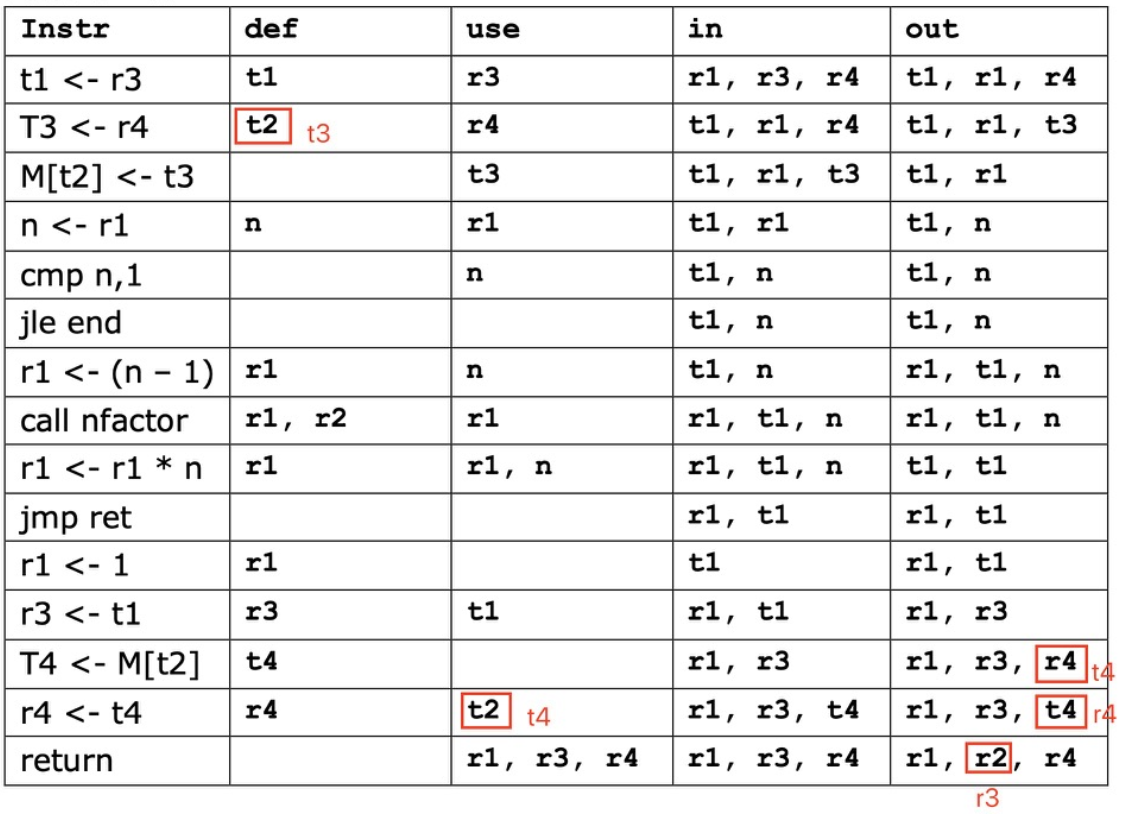 Instr def use in out
t1 <- r3 t1 r3 r1, r3, r4 t1, r1, r4
T3 <- r4 t2 t3 r4 t1, r1, r4 t1, r1, t3
M[t2] <- t3 t3 t1, r1, t3 t1, r1
n <- r1 n r1 t1, r1 t1, n
cmp n,1 n t1, n t1, n
jle end t1, n t1, n
r1 <- (n – 1) r1 n t1, n r1, t1, n
call nfactor r1, r2 r1 r1, t1, n r1, t1, n
r1 <- r1 * n r1 r1, n r1, t1, n t1, t1
jmp ret r1, t1 r1, t1
r1 <- 1 r1 t1 r1, t1
r3 <- t1 r3 t1 r1, t1 r1, r3
T4 <- M[t2] t4 r1, r3 r1, r3, r4 t4
r4 <- t4 r4 t2 t4 r1, r3, t4 r1, r3, t4 r4
return r1, r3, r4 r1, r3, r4 r1, r2, r4
r3